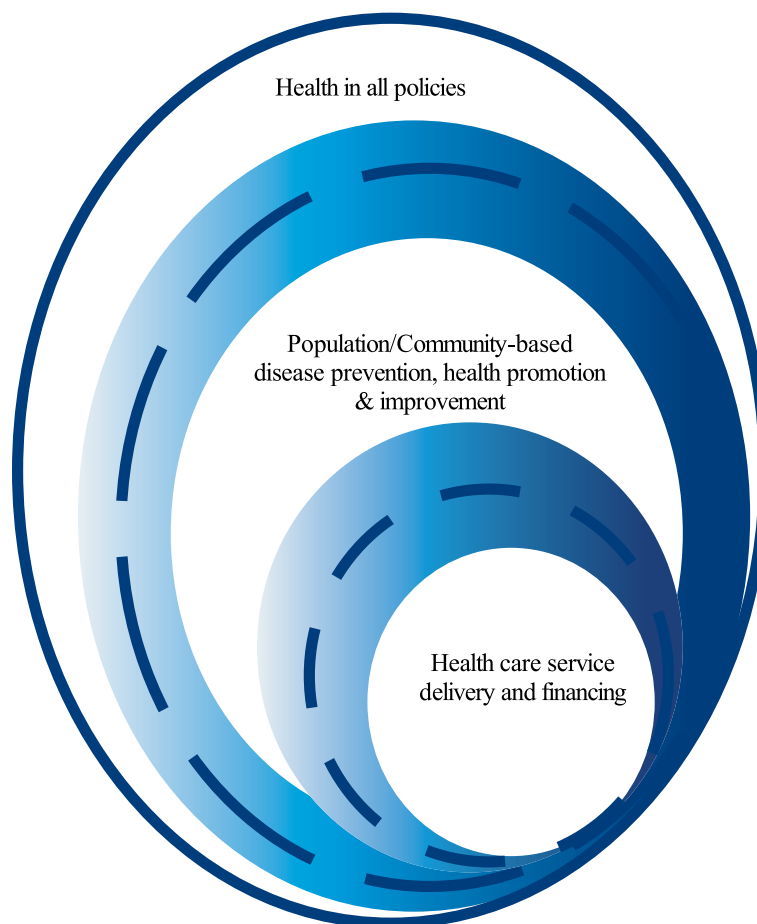 Health in all policies
Population/Community-based
disease prevention, health promotion
& improvement
Health care service
delivery and financing